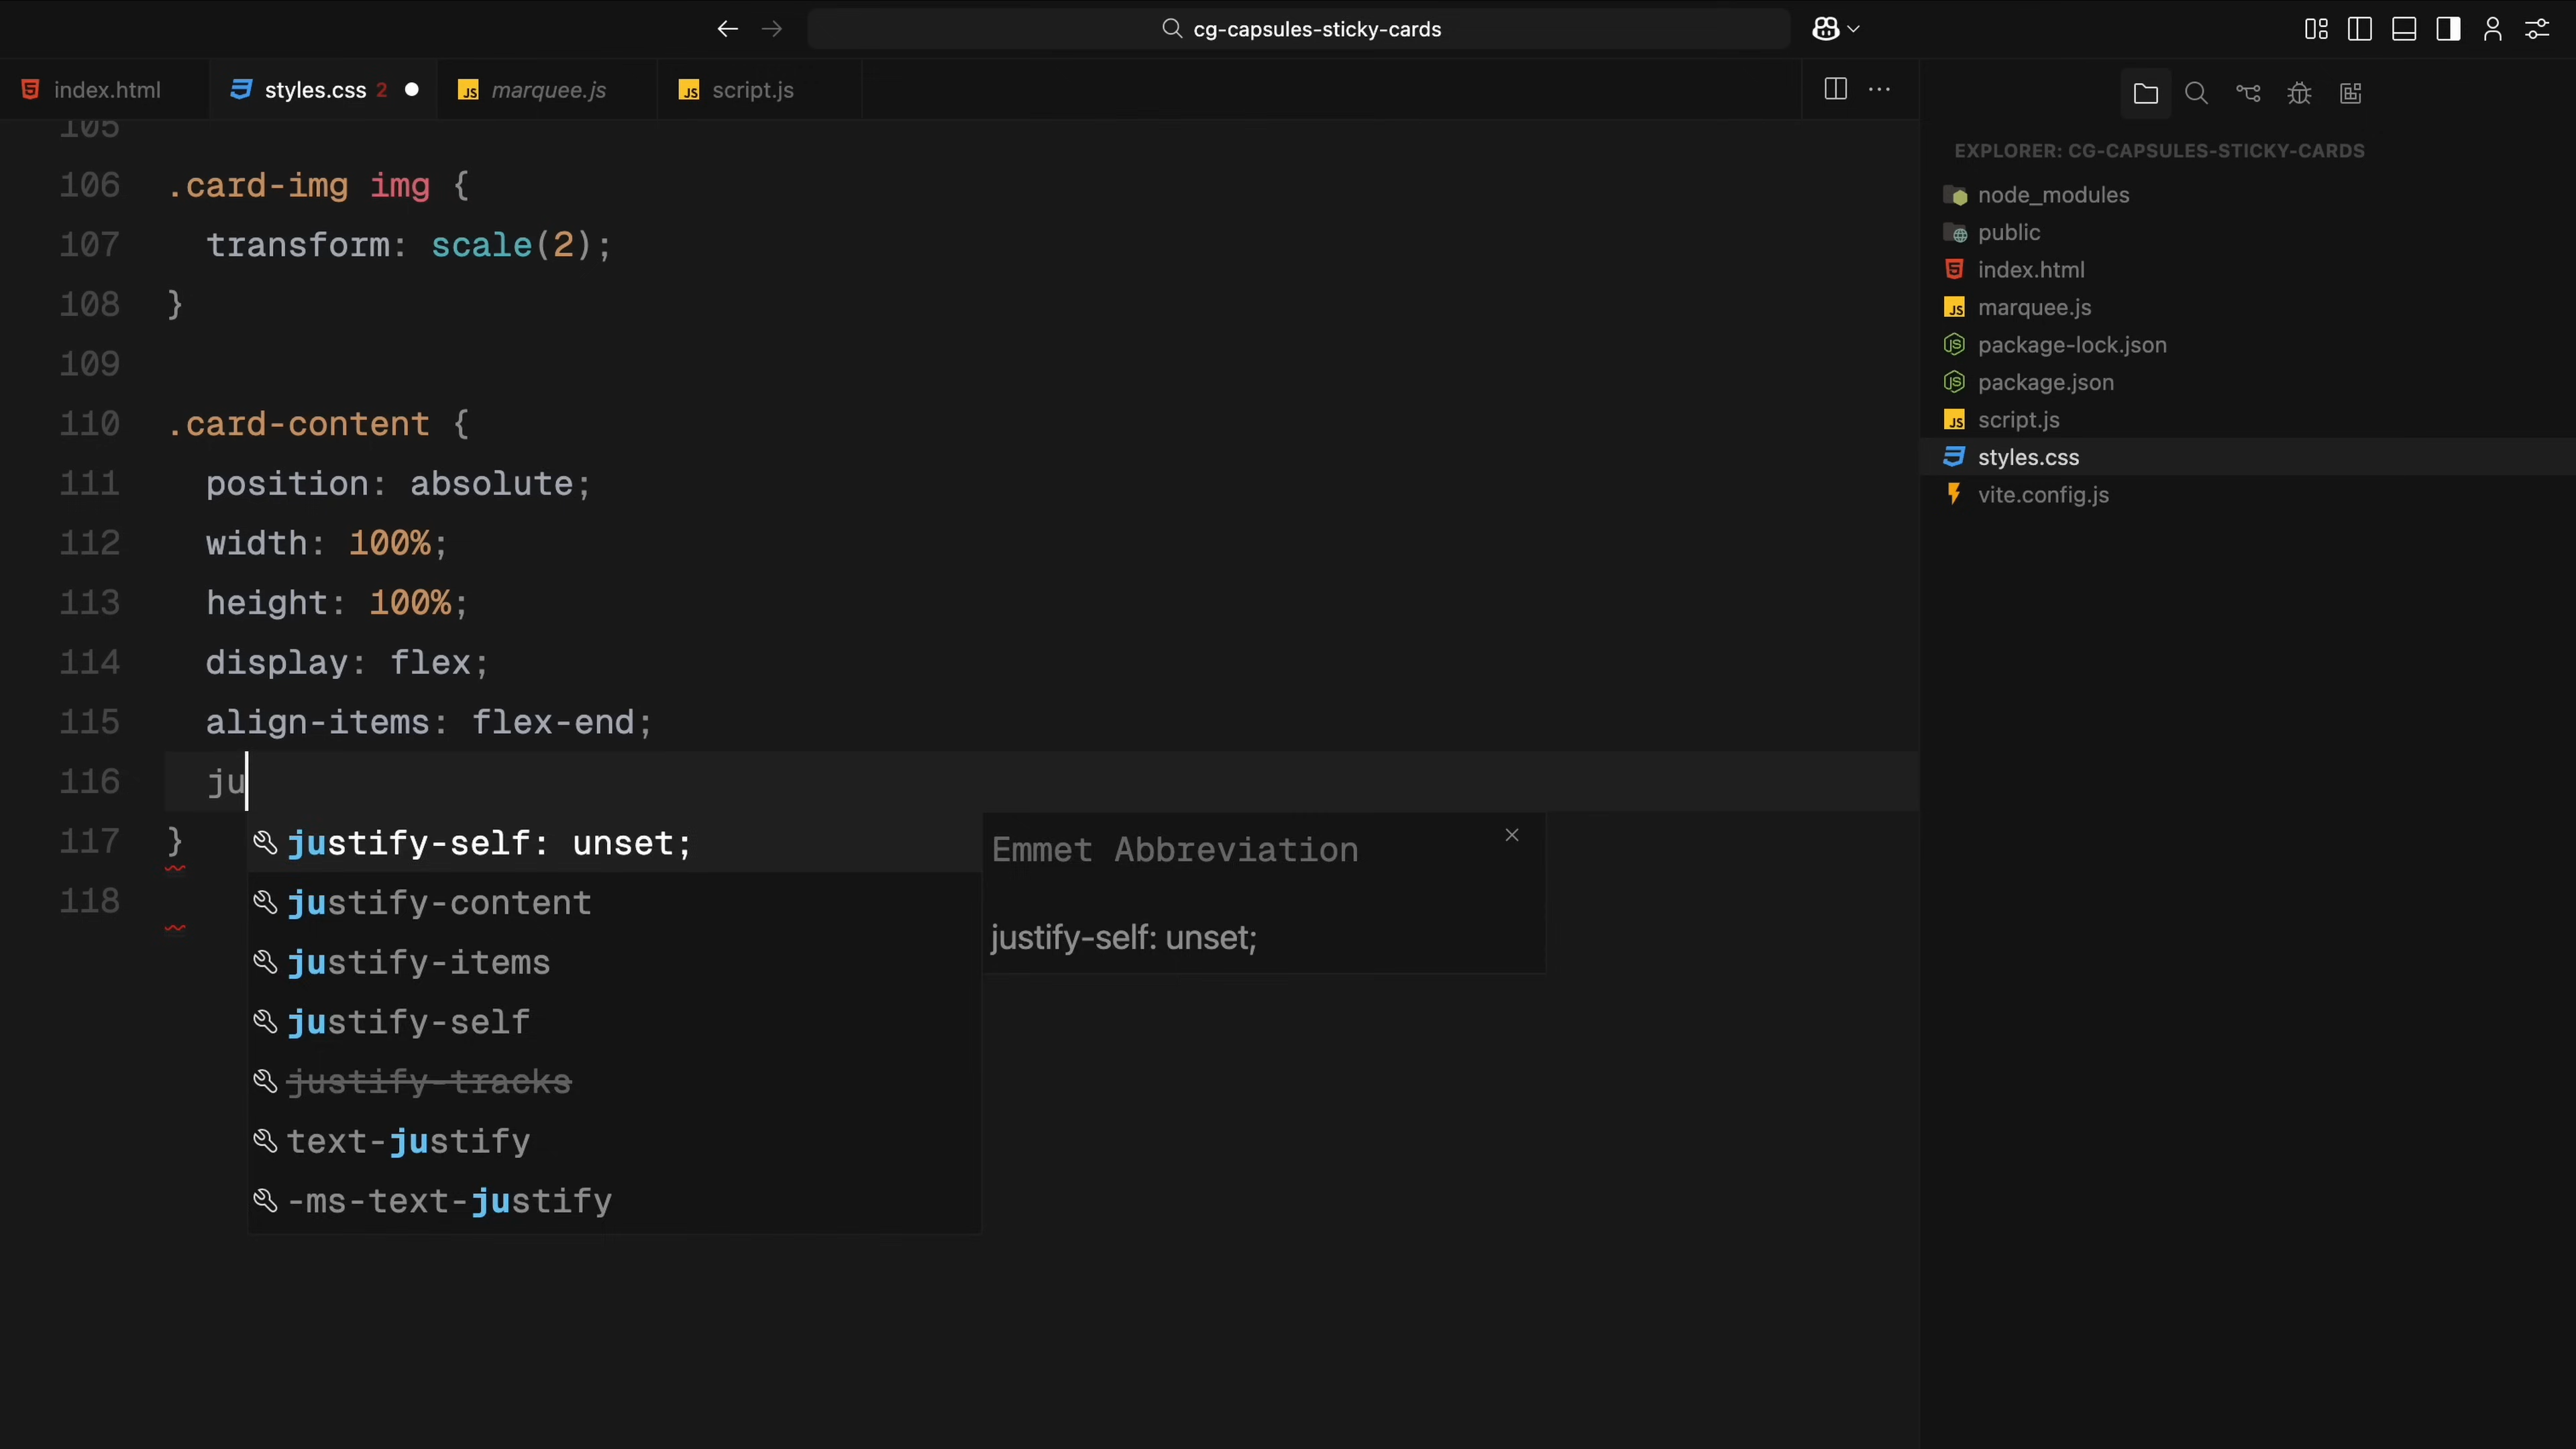 cg-capsules-sticky-cards
index.html
styles.css 2
marquee.js
script.js
EXPLORER: CG-CAPSULES-STICKY-CARDS
node_modules
public
index.html
marquee.js
package-lock.json
package.json
script.js
styles.css
vite.config.js
105
106 .card-img img {
107 transform: scale(2);
108 }
109
110 .card-content {
111 position: absolute;
112 width: 100%;
113 height: 100%;
114 display: flex;
115 align-items: flex-end;
116 ju
117 }
118
justify-self: unset;
justify-content
justify-items
justify-self
justify-tracks
text-justify
-ms-text-justify
Emmet Abbreviation
justify-self: unset;